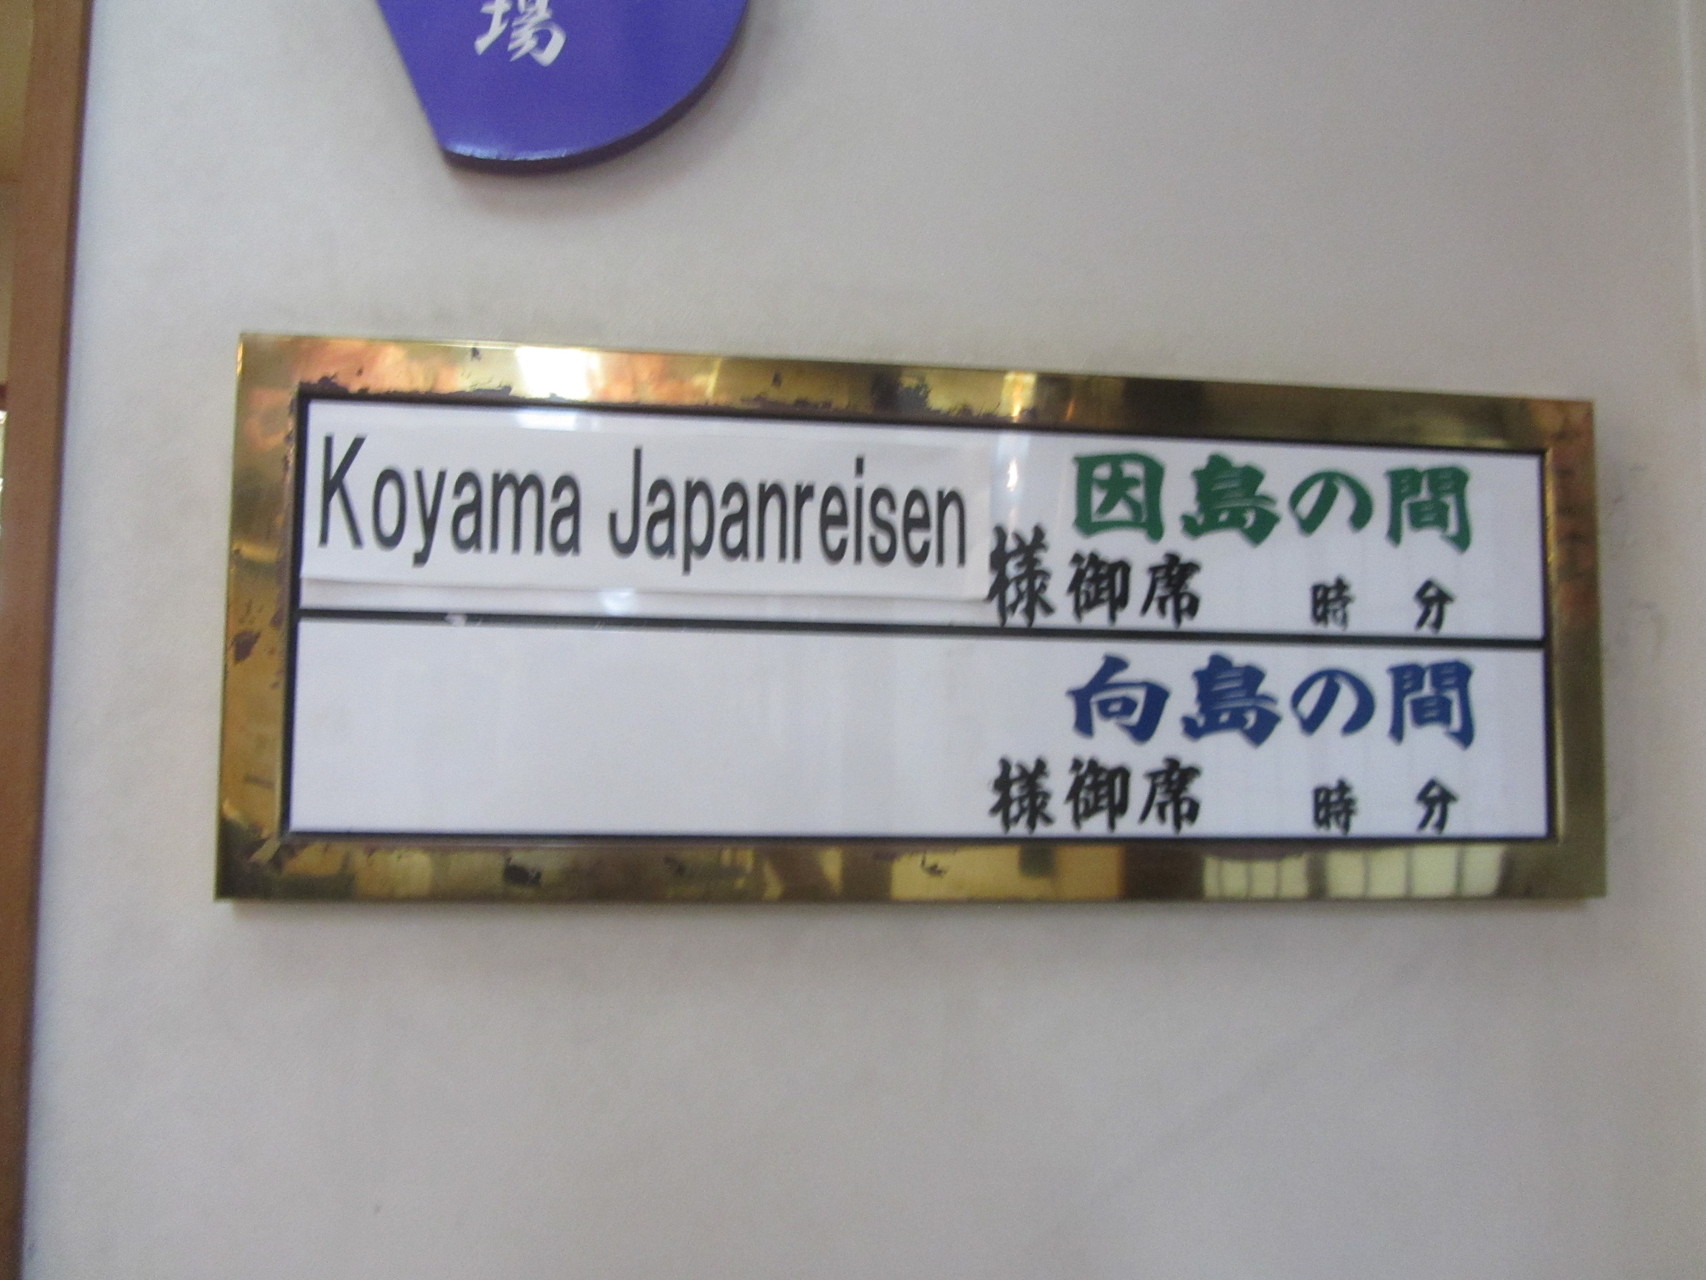 場
Koyama Japanreisen
因島の間
様御席 時 分
向島の間
様御席 時 分